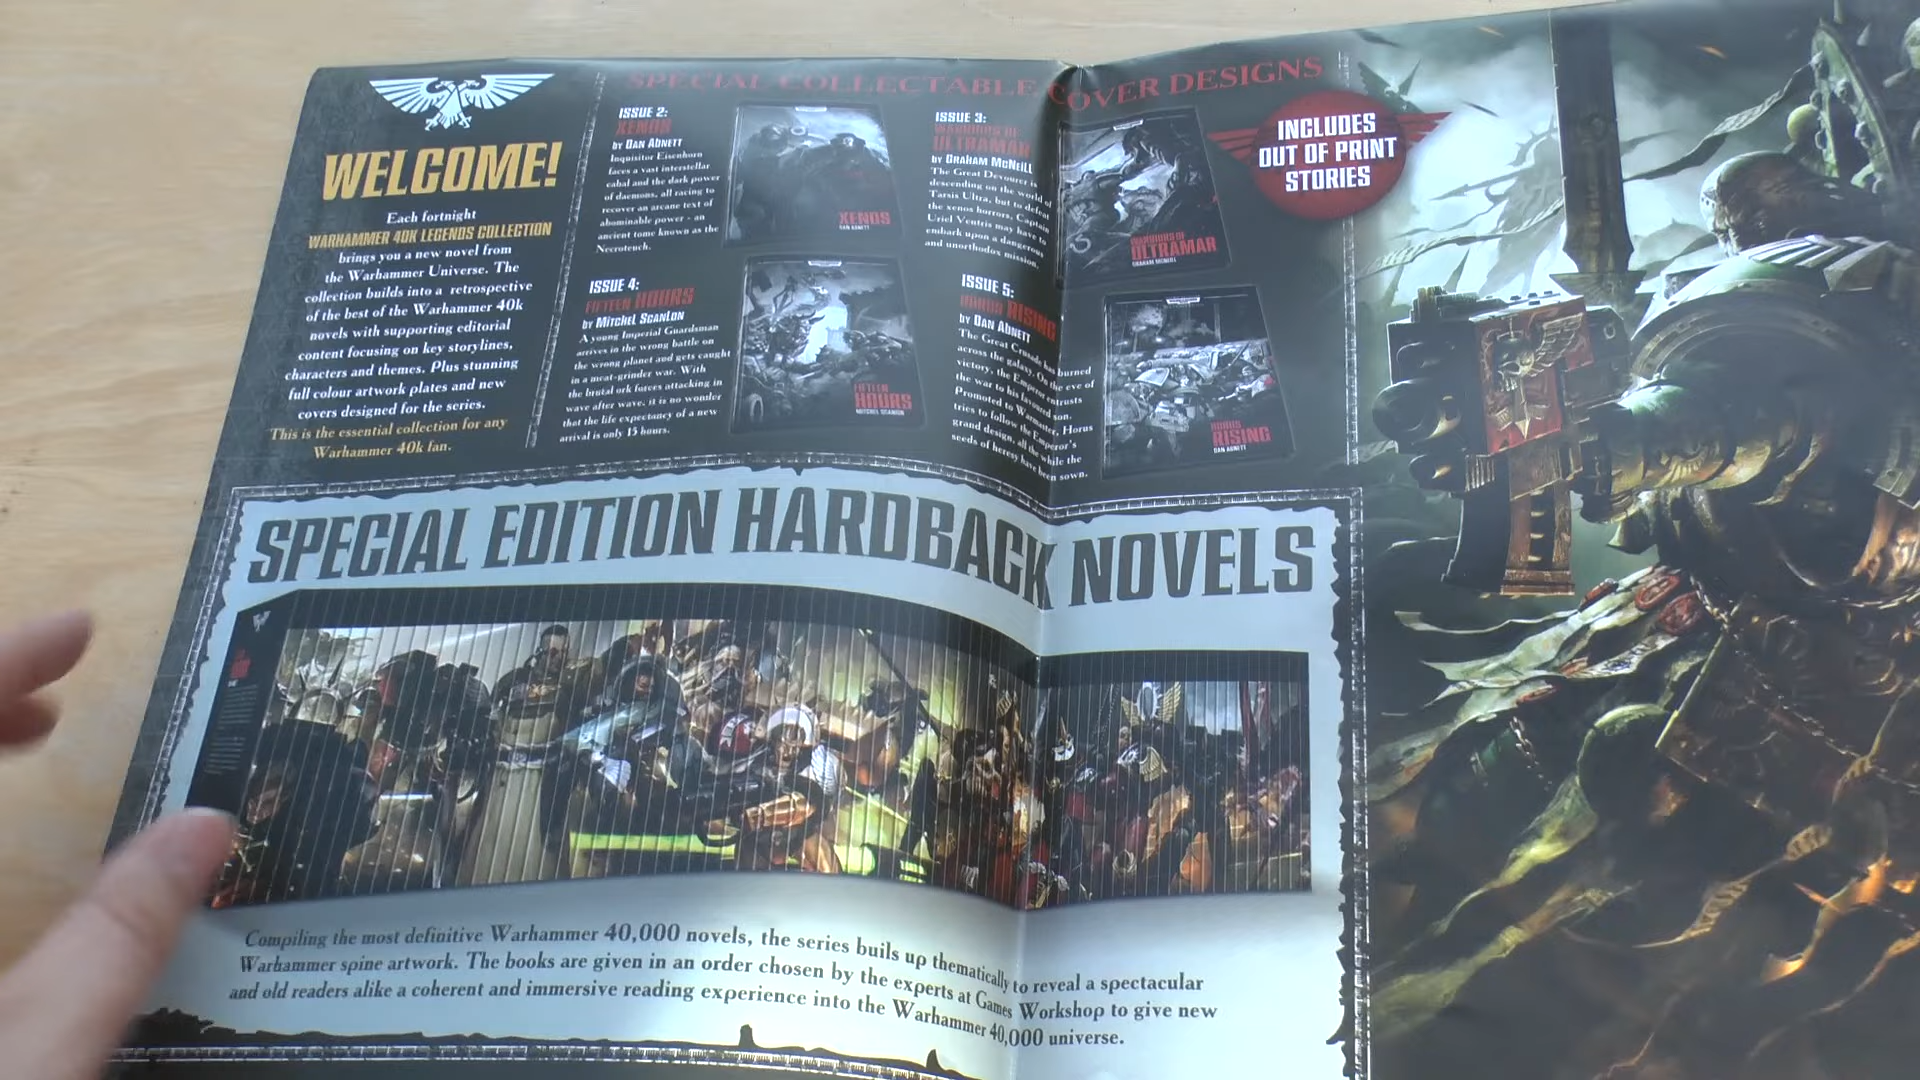 WELCOME!
Each fortnight
WARHAMMER 40K LEGENDS COLLECTION
brings you a new novel from
the Warhammer Universe. The
collection builds into a retrospective
of the best of the Warhammer 40k
novels with supporting editorial
content focusing on key storylines,
characters and themes. Plus stunning
full colour artwork plates and new
covers designed for the series.
This is the essential collection for any
Warhammer 40k fan.
SPECIAL COLLECTABLE COVER DESIGNS
ISSUE 2:
XENOS
by Dan Abnett
Inquisitor Eisenhorn
faces a vast interstellar
cabal and the dark power
of daemons, all racing to
recover an arcane text of
abominable power - an
ancient tome known as the
Necroteuch.
XENOS
DAN ABNETT
ISSUE 3:
WARRIORS OF
ULTRAMAR
by Graham McNeill
The Great Devourer is
descending on the world of
Tarsis Ultra, but to defeat
the xenos horrors, Captain
Uriel Ventris may have to
embark upon a dangerous
and unorthodox mission.
WARRIORS OF
ULTRAMAR
GRAHAM MCNEILL
INCLUDES
OUT OF PRINT
STORIES
ISSUE 4:
FIFTEEN HOURS
by Mitchel Scanlon
A young Imperial Guardsman
arrives in the wrong battle on
the wrong planet and gets caught
in a meat-grinder war. With
the brutal ork forces attacking in
wave after wave, it is no wonder
that the life expectancy of a new
arrival is only 15 hours.
FIFTEEN
HOURS
MITCHEL SCANLON
ISSUE 5:
HORUS RISING
by Dan Abnett
The Great Crusade has burned
across the galaxy. On the eve of
victory, the Emperor entrusts
the war to his favoured son.
Promoted to Warmaster, Horus
tries to follow the Emperor's
grand design, all the while the
seeds of heresy have been sown.
HORUS
RISING
DAN ABNETT
SPECIAL EDITION HARDBACK NOVELS
Compiling the most definitive Warhammer 40,000 novels, the series buils up thematically to reveal a spectacular
Warhammer spine artwork. The books are given in an order chosen by the experts at Games Workshop to give new
and old readers alike a coherent and immersive reading experience into the Warhammer 40,000 universe.